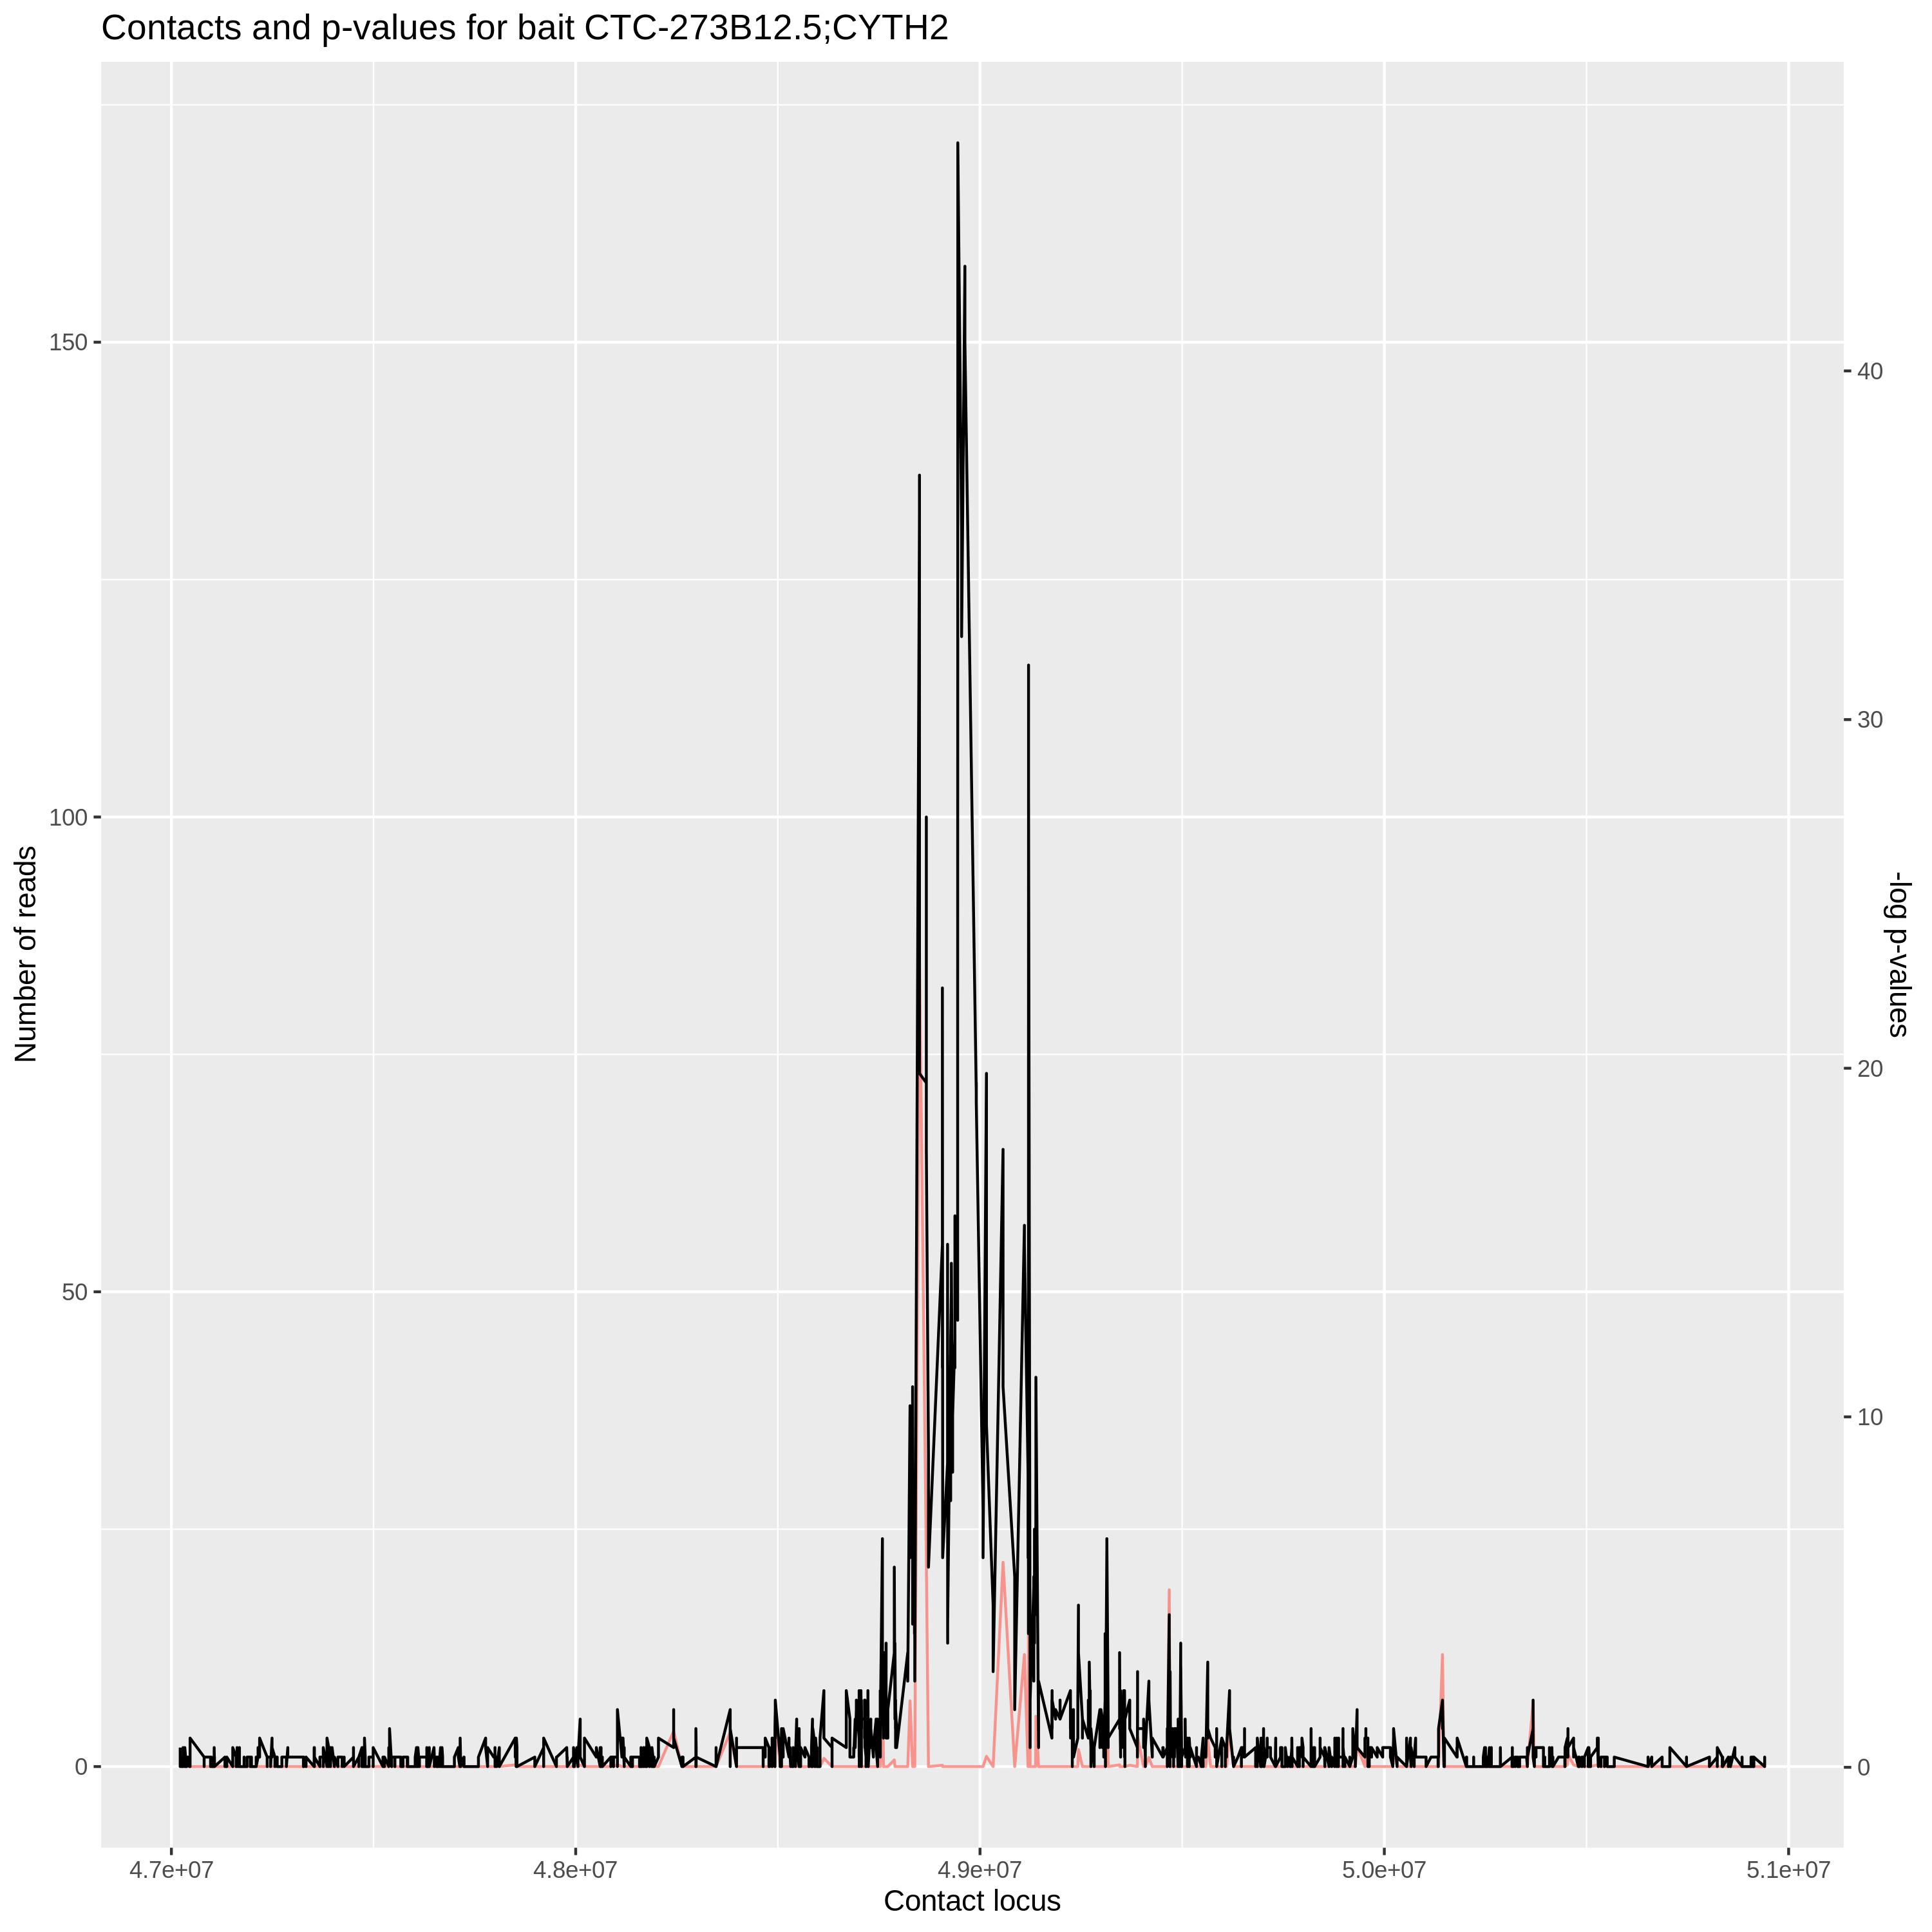 Contacts and p-values for bait CTC-273B12.5;CYTH2
150
100
50
0
Number of reads
40
30
20
10
0
-log p-values
4.7e+07
4.8e+07
4.9e+07
5.0e+07
5.1e+07
Contact locus